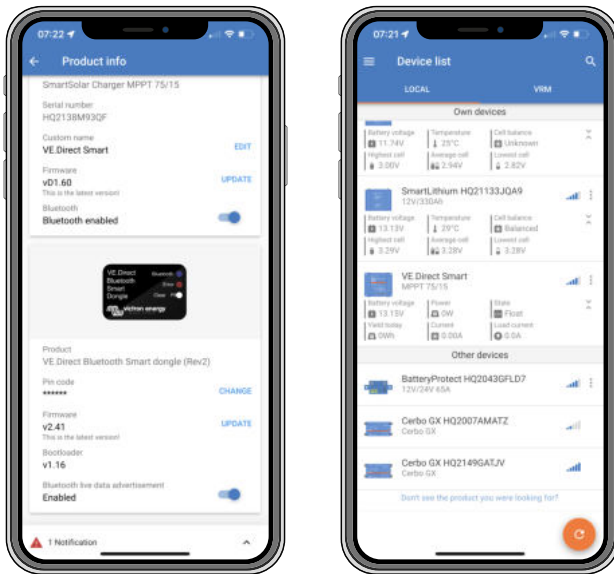 07:22
Product info
SmartSolar Charger MPPT 75/15
Serial number
HQ2138M93QF
Custom name
VE.Direct Smart
EDIT
Firmware
vD1.60
UPDATE
This is the latest version!
Bluetooth
Bluetooth enabled
VE.Direct
Bluetooth
Smart
Dongle
Bluetooth
Error
Clear PIN
victron energy
Product
VE.Direct Bluetooth Smart dongle (Rev2)
Pin code
******
CHANGE
Firmware
v2.41
UPDATE
This is the latest version!
Bootloader
v1.16
Bluetooth live data advertisement
Enabled
1 Notification
07:21
Device list
LOCAL VRM
Own devices
Battery voltage Temperature Cell balance
11.74V 25°C Unknown
Highest cell Average cell Lowest cell
3.00V 2.94V 2.82V
SmartLithium HQ21133JQA9
12V/330Ah
Battery voltage Temperature Cell balance
13.13V 29°C Balanced
Highest cell Average cell Lowest cell
3.29V 3.28V 3.28V
VE.Direct Smart
MPPT 75/15
Battery voltage Power State
13.15V 0W Float
Yield today Current Load current
0Wh 0.00A 0.0A
Other devices
BatteryProtect HQ2043GFLD7
12V/24V 65A
Cerbo GX HQ2007AMATZ
Cerbo GX
Cerbo GX HQ2149GATJV
Cerbo GX
Don't see the product you were looking for?